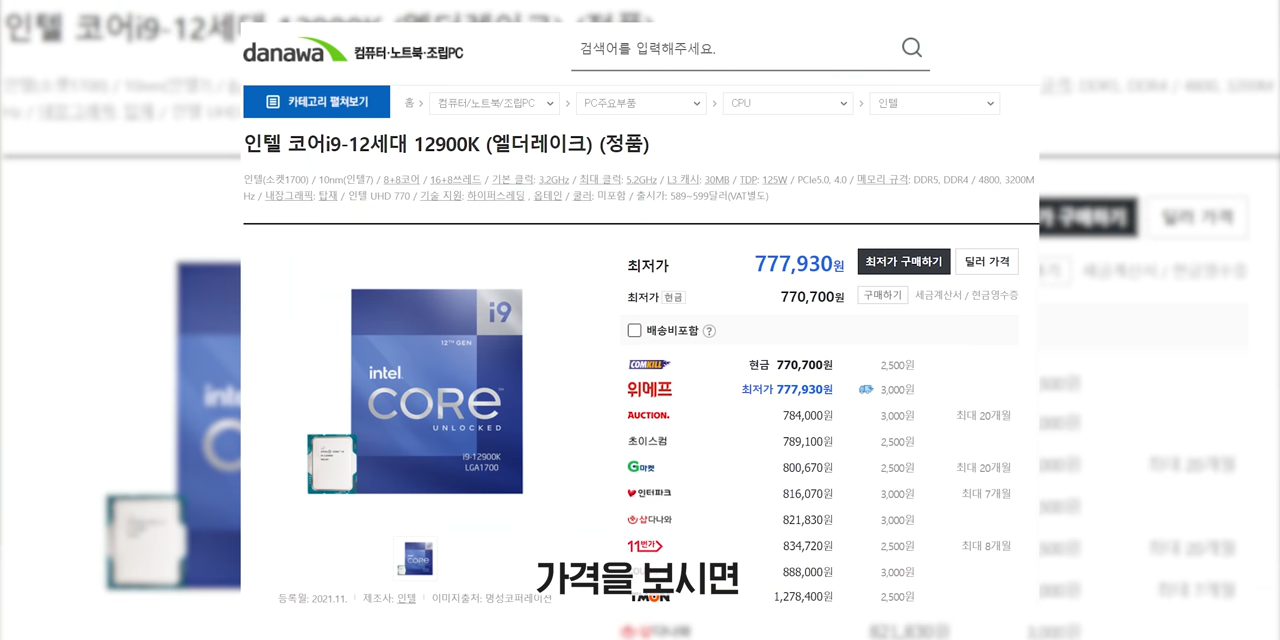 danawa 컴퓨터·노트북·조립PC
검색어를 입력해주세요.
카테고리 펼쳐보기
홈 > 컴퓨터/노트북/조립PC > PC주요부품 > CPU > 인텔
인텔 코어i9-12세대 12900K (엘더레이크) (정품)
인텔(소켓1700) / 10nm(인텔7) / 8+8코어 / 16+8쓰레드 / 기본 클럭: 3.2GHz / 최대 클럭: 5.2GHz / L3 캐시: 30MB / TDP: 125W / PCIe5.0, 4.0 / 메모리 규격: DDR5, DDR4 / 4800, 3200M
Hz / 내장그래픽: 탑재 / 인텔 UHD 770 / 기술 지원: 하이퍼스레딩 , 옵테인 / 쿨러: 미포함 / 출시가: 589~599달러(VAT별도)
i9
12TH GEN
intel
CORE™
UNLOCKED
i9-12900K
LGA1700
최저가 777,930원 최저가 구매하기 딜러 가격
최저가 현금 770,700원 구매하기 세금계산서 / 현금영수증
배송비포함 ?
COMKILL 현금 770,700원 2,500원
위메프 최저가 777,930원 3,000원
AUCTION. 784,000원 3,000원 최대 20개월
초이스컴 789,100원 2,500원
G마켓 800,670원 2,500원 최대 20개월
인터파크 816,070원 3,000원 최대 7개월
샵다나와 821,830원 3,000원
11번가 834,720원 2,500원 최대 8개월
888,000원 3,000원
TMON 1,278,400원 2,500원
등록월: 2021.11. 제조사: 인텔 이미지출처: 명성코퍼레이션
가격을 보시면